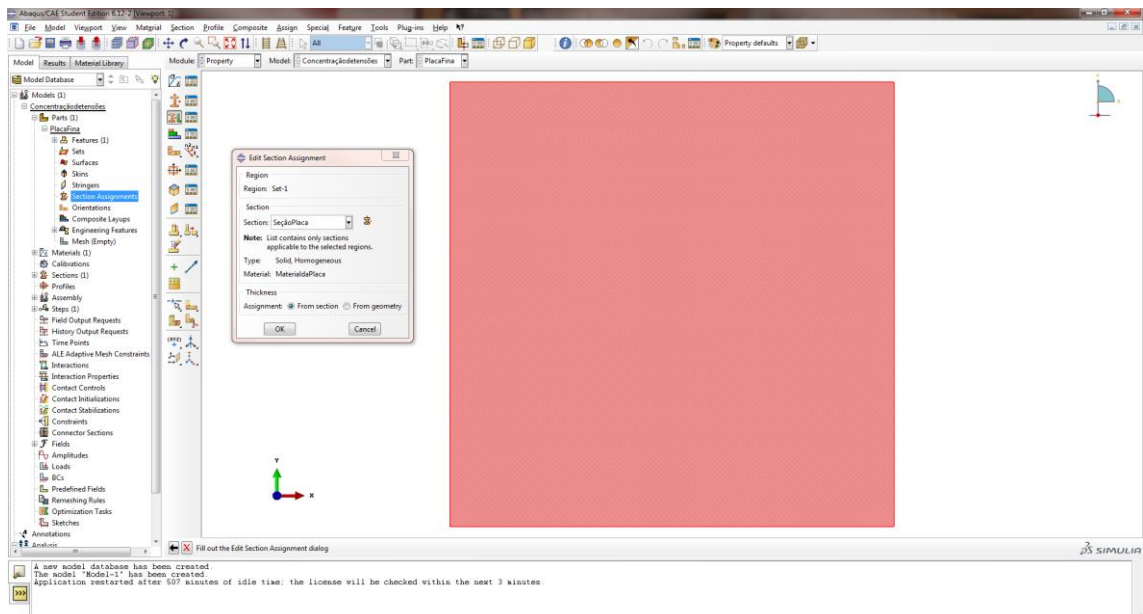 Abaqus/CAE Student Edition 6.12-2 [Viewport: 1]
File Model Viewport View Material Section Profile Composite Assign Special Feature Tools Plug-ins Help
All Property defaults
Model Results Material Library Module: Property Model: Concentraçãodetensões Part: PlacaFina
Model Database
Models (1)
Concentraçãodetensões
Parts (1)
PlacaFina
Features (1)
Sets
Surfaces
Skins
Stringers
Section Assignments
Orientations
Composite Layups
Engineering Features
Mesh (Empty)
Materials (1)
Calibrations
Sections (1)
Profiles
Assembly
Steps (1)
Field Output Requests
History Output Requests
Time Points
ALE Adaptive Mesh Constraints
Interactions
Interaction Properties
Contact Controls
Contact Initializations
Contact Stabilizations
Constraints
Connector Sections
Fields
Amplitudes
Loads
BCs
Predefined Fields
Remeshing Rules
Optimization Tasks
Sketches
Annotations
Analysis
Edit Section Assignment
Region
Region: Set-1
Section
Section: SeçãoPlaca
Note: List contains only sections
applicable to the selected regions.
Type: Solid, Homogeneous
Material: MaterialdaPlaca
Thickness
Assignment: From section From geometry
OK Cancel
Y
X
Fill out the Edit Section Assignment dialog
SIMULIA
A new model database has been created.
The model "Model-1" has been created.
Application restarted after 507 minutes of idle time; the license will be checked within the next 3 minutes.